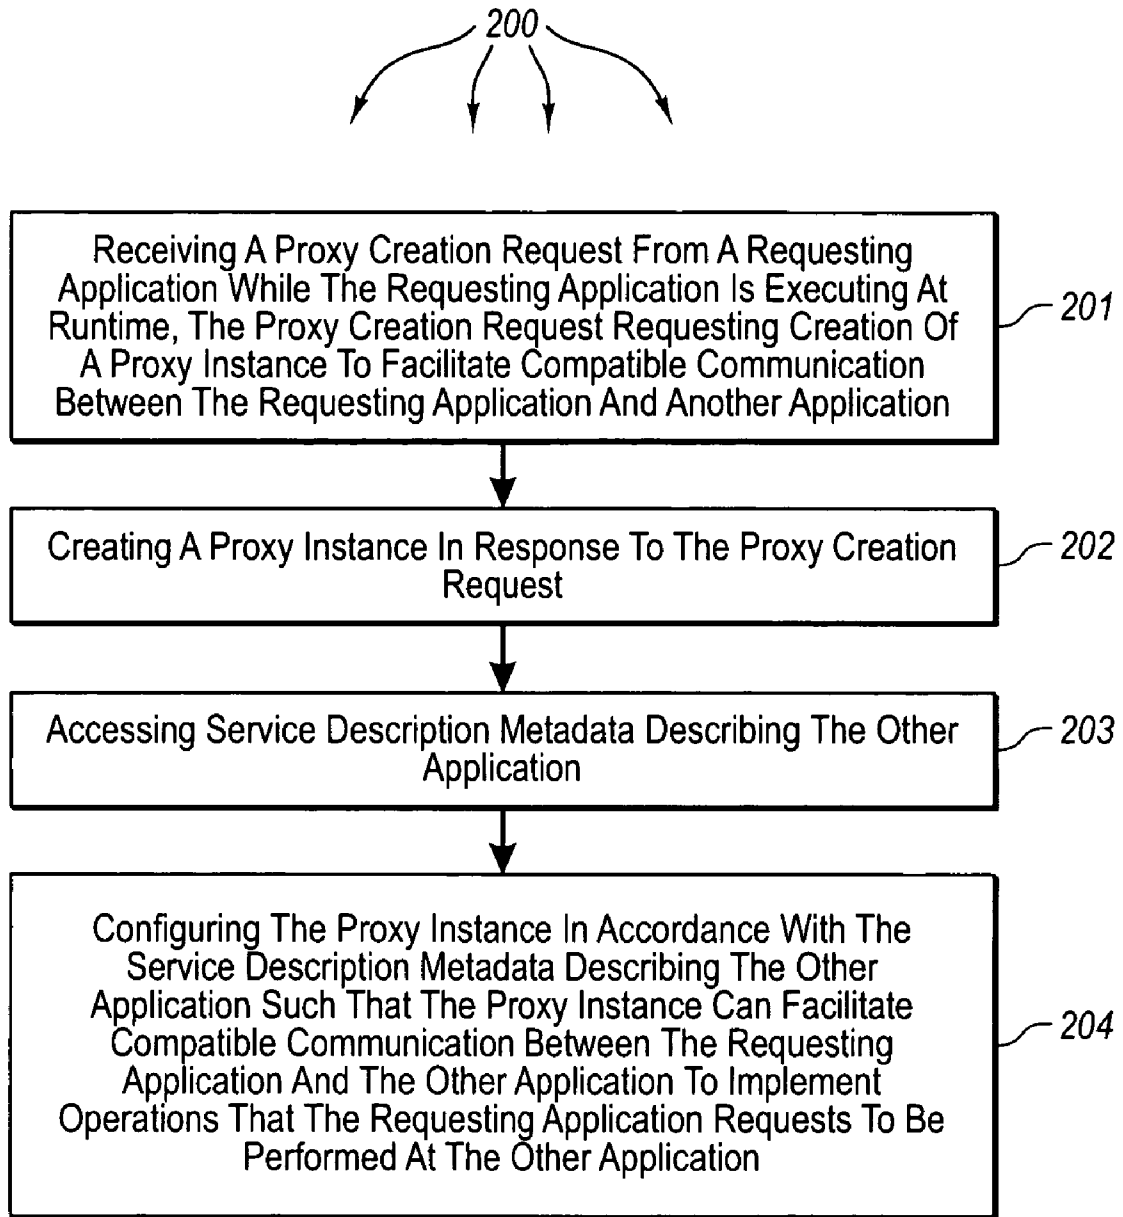 200
Receiving A Proxy Creation Request From A Requesting
Application While The Requesting Application Is Executing At
Runtime, The Proxy Creation Request Requesting Creation Of
A Proxy Instance To Facilitate Compatible Communication
Between The Requesting Application And Another Application
201
Creating A Proxy Instance In Response To The Proxy Creation
Request
202
Accessing Service Description Metadata Describing The Other
Application
203
Configuring The Proxy Instance In Accordance With The
Service Description Metadata Describing The Other
Application Such That The Proxy Instance Can Facilitate
Compatible Communication Between The Requesting
Application And The Other Application To Implement
Operations That The Requesting Application Requests To Be
Performed At The Other Application
204